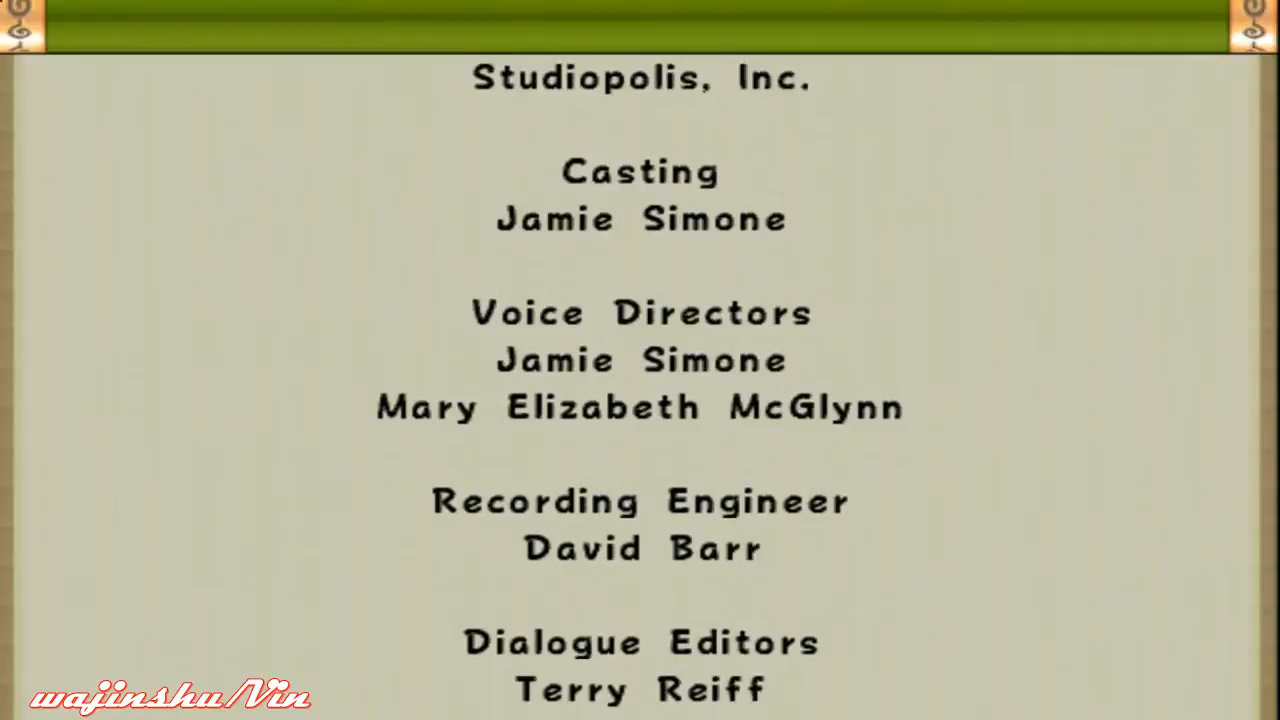 Studiopolis, Inc.
Casting
Jamie Simone
Voice Directors
Jamie Simone
Mary Elizabeth McGlynn
Recording Engineer
David Barr
Dialogue Editors
Terry Reiff
wajinshu/Vin